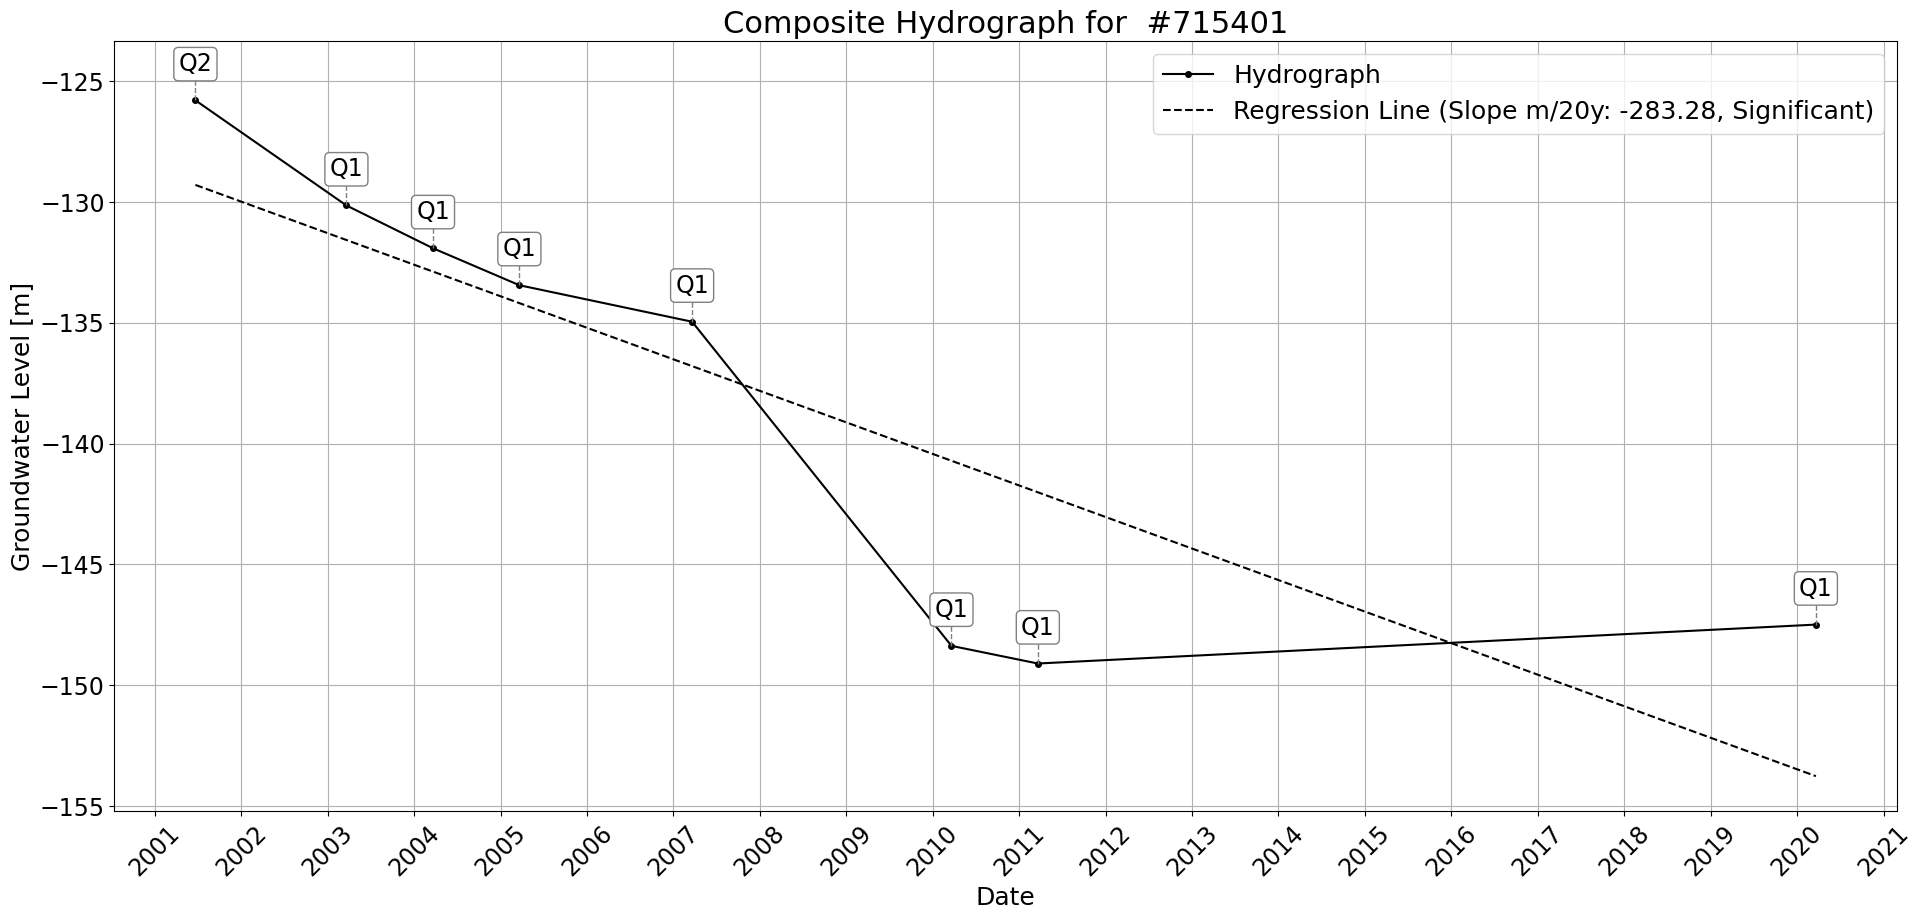 Composite Hydrograph for  #715401
Hydrograph
Regression Line (Slope m/20y: -283.28, Significant)
Q2
Q1
Q1
Q1
Q1
Q1
Q1
Q1
Groundwater Level [m]
−125
−130
−135
−140
−145
−150
−155
2001
2002
2003
2004
2005
2006
2007
2008
2009
2010
2011
2012
2013
2014
2015
2016
2017
2018
2019
2020
2021
Date